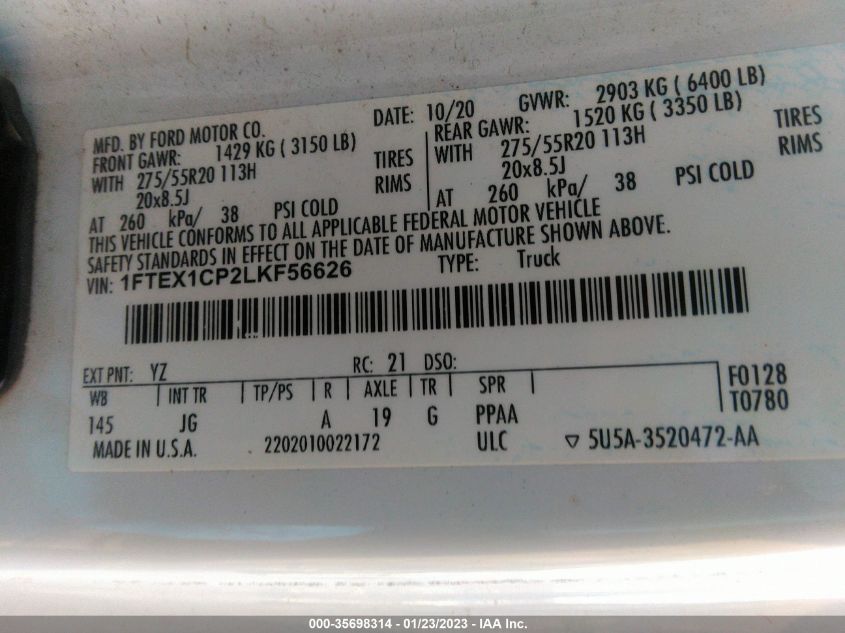 MFD. BY FORD MOTOR CO. DATE: 10/20 GVWR: 2903 KG ( 6400 LB)
FRONT GAWR: 1429 KG ( 3150 LB) REAR GAWR: 1520 KG ( 3350 LB)
WITH 275/55R20 113H TIRES WITH 275/55R20 113H TIRES
20x8.5J RIMS 20x8.5J RIMS
AT 260 kPa/ 38 PSI COLD AT 260 kPa/ 38 PSI COLD
THIS VEHICLE CONFORMS TO ALL APPLICABLE FEDERAL MOTOR VEHICLE
SAFETY STANDARDS IN EFFECT ON THE DATE OF MANUFACTURE SHOWN ABOVE.
VIN: 1FTEX1CP2LKF56626 TYPE: Truck
EXT PNT: YZ RC: 21 DSO:
WB INT TR TP/PS R AXLE TR SPR F0128
145 JG A 19 G PPAA T0780
MADE IN U.S.A. 2202010022172 ULC ▽ 5U5A-3520472-AA
000-35698314 - 01/23/2023 - IAA Inc.